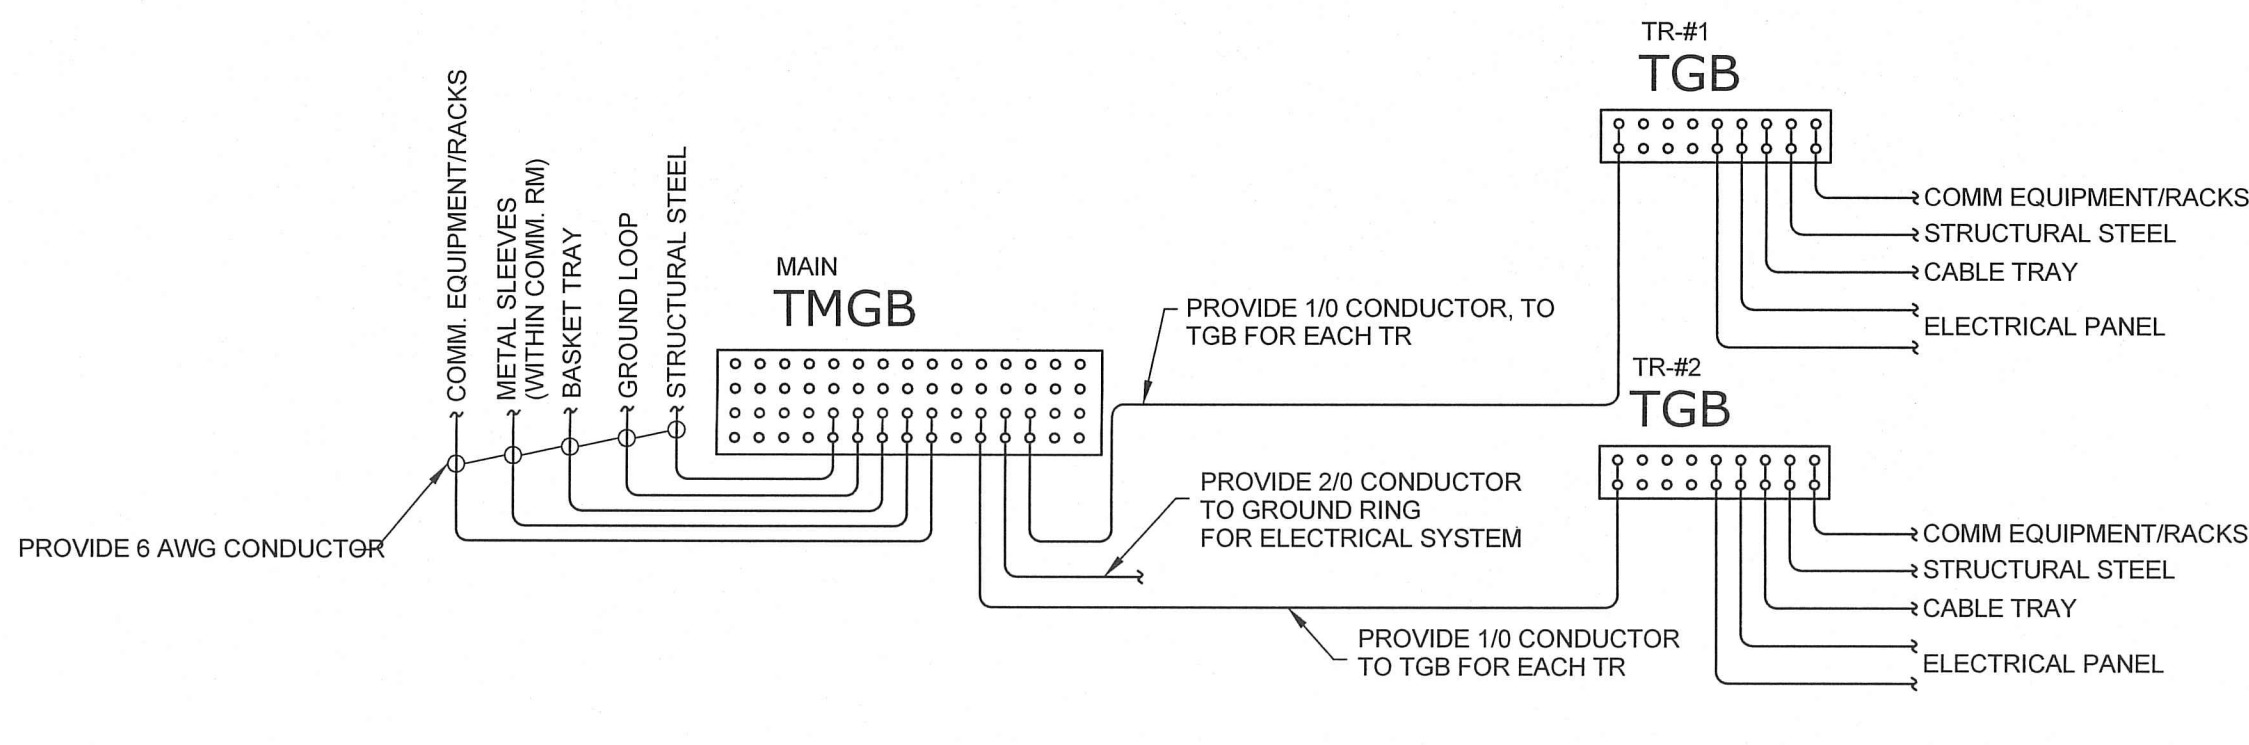 TR-#1
TGB
COMM EQUIPMENT/RACKS
STRUCTURAL STEEL
CABLE TRAY
ELECTRICAL PANEL
COMM. EQUIPMENT/RACKS
METAL SLEEVES
(WITHIN COMM. RM)
BASKET TRAY
GROUND LOOP
STRUCTURAL STEEL
MAIN
TMGB
PROVIDE 1/0 CONDUCTOR, TO
TGB FOR EACH TR
TR-#2
TGB
PROVIDE 2/0 CONDUCTOR
TO GROUND RING
FOR ELECTRICAL SYSTEM
PROVIDE 6 AWG CONDUCTOR
COMM EQUIPMENT/RACKS
STRUCTURAL STEEL
CABLE TRAY
ELECTRICAL PANEL
PROVIDE 1/0 CONDUCTOR
TO TGB FOR EACH TR